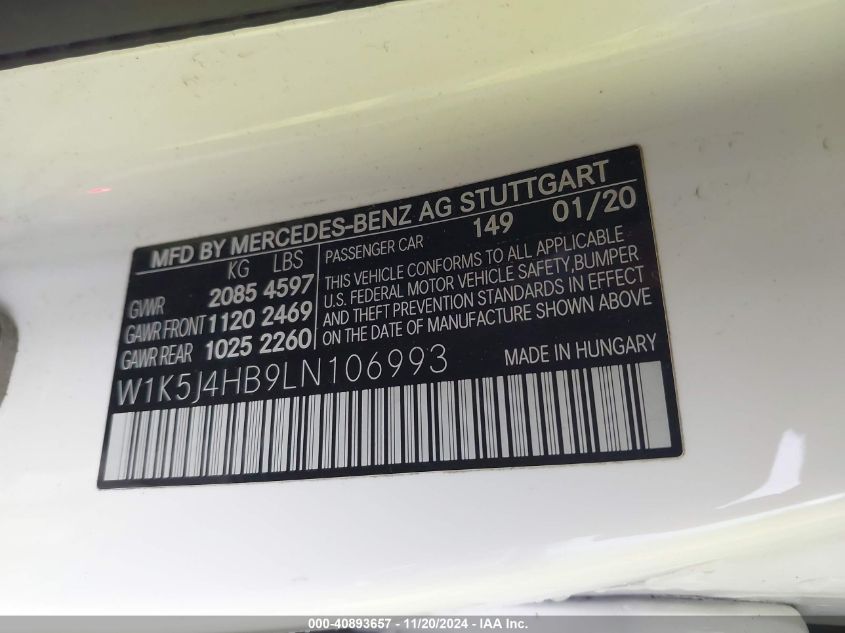 MFD BY MERCEDES-BENZ AG STUTTGART
KG LBS
GVWR 2085 4597
GAWR FRONT 1120 2469
GAWR REAR 1025 2260
PASSENGER CAR 149 01/20
THIS VEHICLE CONFORMS TO ALL APPLICABLE
U.S. FEDERAL MOTOR VEHICLE SAFETY, BUMPER
AND THEFT PREVENTION STANDARDS IN EFFECT
ON THE DATE OF MANUFACTURE SHOWN ABOVE
W1K5J4HB9LN106993 MADE IN HUNGARY
000-40893657 - 11/20/2024 - IAA Inc.